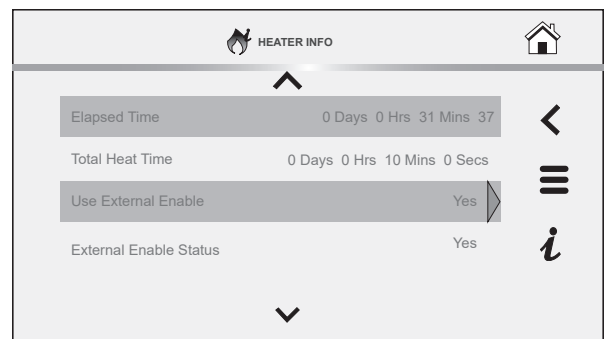 HEATER INFO
Elapsed Time 0 Days 0 Hrs 31 Mins 37
Total Heat Time 0 Days 0 Hrs 10 Mins 0 Secs
Use External Enable Yes
External Enable Status Yes
i